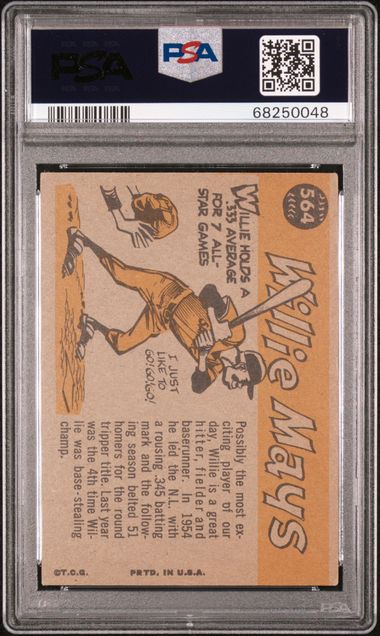 PSA
PSA
68250048
564
Willie Mays
WILLIE HOLDS A
.333 AVERAGE
FOR 7 ALL-
STAR GAMES
I JUST
LIKE TO
GO! GO! GO!
Possibly the most ex-
citing player of our
day, Willie is a great
hitter, fielder and
baserunner. In 1954
he led the N.L. with
a rousing .345 batting
mark and the follow-
ing season belted 51
homers for the round
tripper title. Last year
was the 4th time Wil-
lie was base-stealing
champ.
©T.C.G.
PRTD. IN U.S.A.